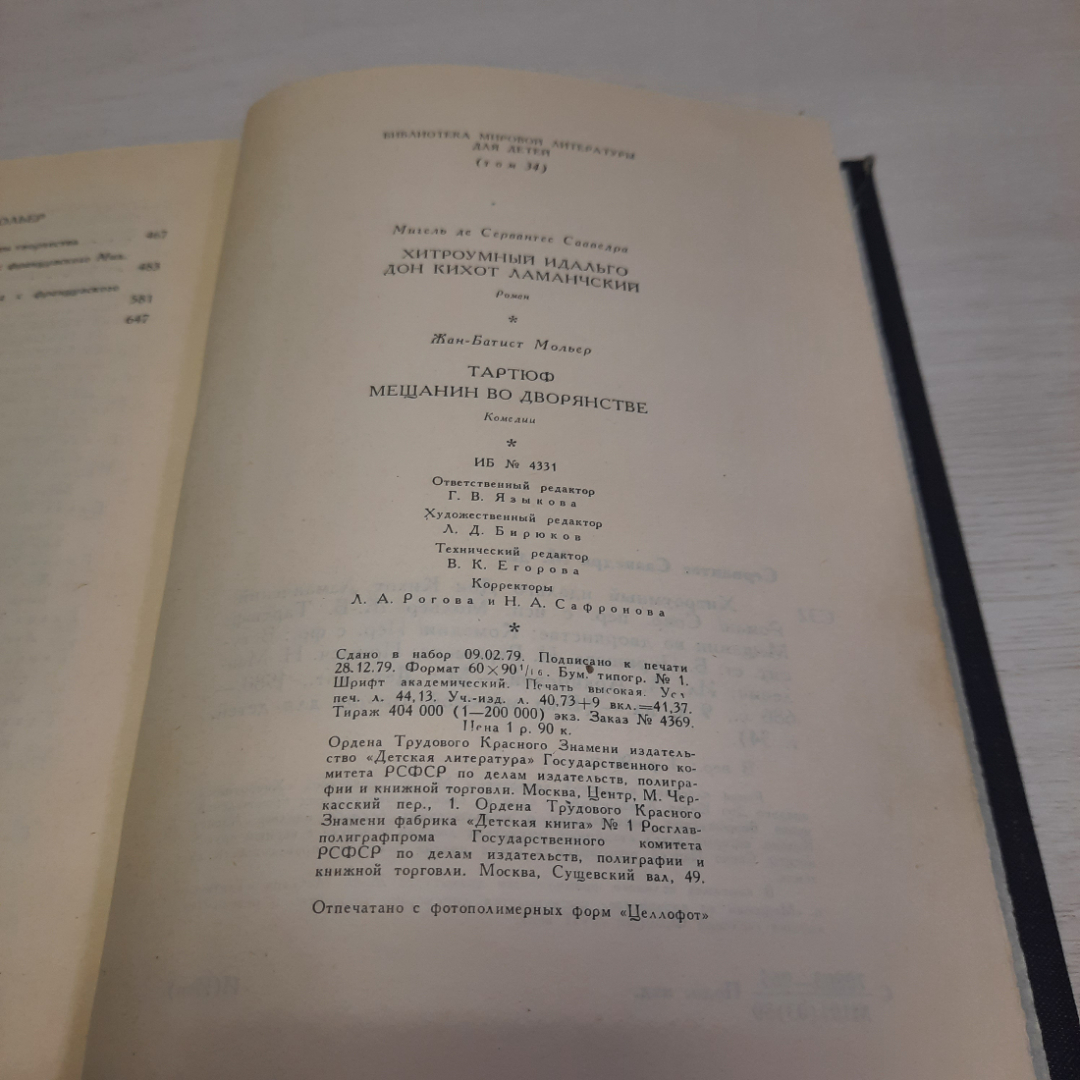 ОЛЬЕР
творчества 467
французского
483
с французского
581
647
БИБЛИОТЕКА МИРОВОЙ ЛИТЕРАТУРЫ
ДЛЯ ДЕТЕЙ
(том 34)
Мигель де Сервантес Сааведра
ХИТРОУМНЫЙ ИДАЛЬГО
ДОН КИХОТ ЛАМАНЧСКИЙ
Роман
*
Жан-Батист Мольер
ТАРТЮФ
МЕЩАНИН ВО ДВОРЯНСТВЕ
Комедии
*
ИБ № 4331
Ответственный редактор
Г. В. Языкова
Художественный редактор
Л. Д. Бирюков
Технический редактор
В. К. Егорова
Корректоры
Л. А. Рогова и Н. А. Сафронова
*
Сдано в набор 09.02.79. Подписано к печати
28.12.79. Формат 60×90¹/₁₆. Бум. типогр. № 1.
Шрифт академический. Печать высокая. Усл.
печ. л. 44,13. Уч.-изд. л. 40,73+9 вкл.=41,37.
Тираж 404 000 (1—200 000) экз. Заказ № 4369.
Цена 1 р. 90 к.
Ордена Трудового Красного Знамени издатель-
ство «Детская литература» Государственного ко-
митета РСФСР по делам издательств, полигра-
фии и книжной торговли. Москва, Центр, М. Чер-
касский пер., 1. Ордена Трудового Красного
Знамени фабрика «Детская книга» № 1 Росглав-
полиграфпрома Государственного комитета
РСФСР по делам издательств, полиграфии и
книжной торговли. Москва, Сущевский вал, 49.
Отпечатано с фотополимерных форм «Целлофот»